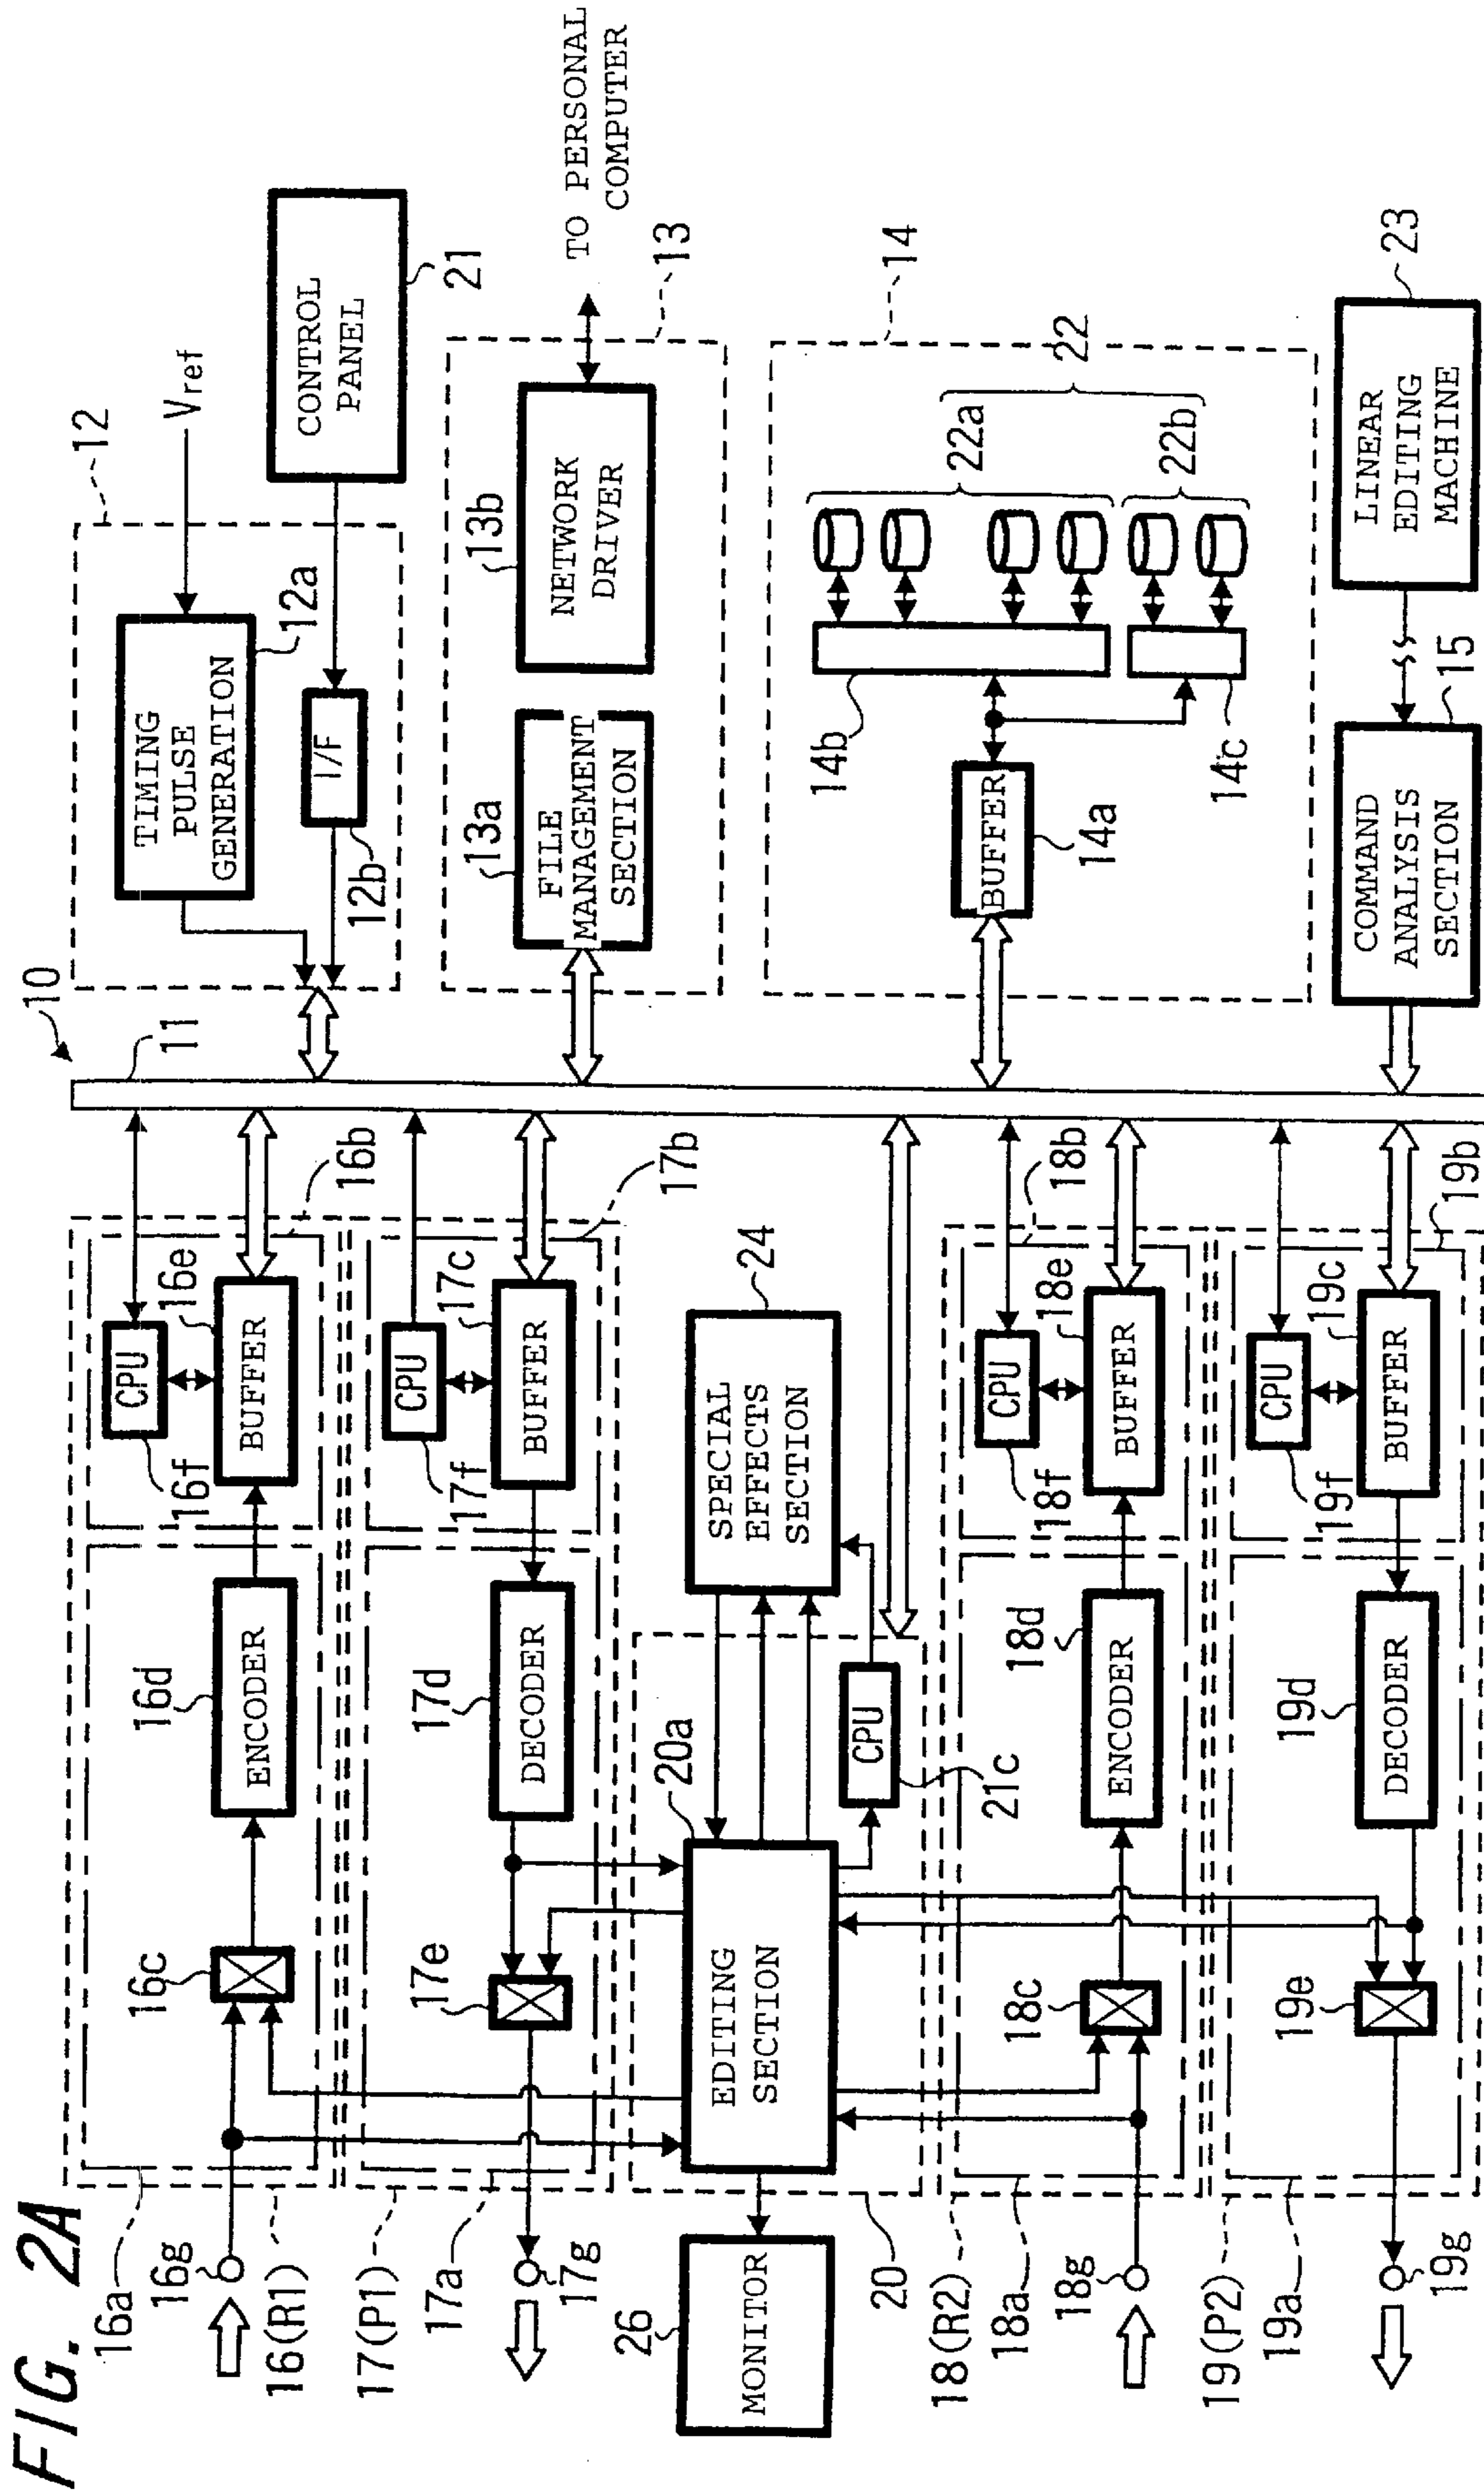 FIG. 2A
10
11
16a
16g
16(R1)
16c
16d
ENCODER
16f
CPU
16e
BUFFER
16b
17(P1)
17a
17g
17e
17d
DECODER
17f
CPU
17c
BUFFER
17b
26
MONITOR
20
EDITING
SECTION
20a
CPU
21c
SPECIAL
EFFECTS
SECTION
24
18(R2)
18a
18g
18c
18d
ENCODER
18f
CPU
18e
BUFFER
18b
19(P2)
19a
19g
19e
19d
DECODER
19f
CPU
19c
BUFFER
19b
12
TIMING
PULSE
GENERATION
12a
Vref
I/F
12b
CONTROL
PANEL
21
13a
FILE
MANAGEMENT
SECTION
13b
NETWORK
DRIVER
13
TO PERSONAL
COMPUTER
14
BUFFER
14a
14b
14c
22a
22b
22
COMMAND
ANALYSIS
SECTION
15
LINEAR
EDITING
MACHINE
23